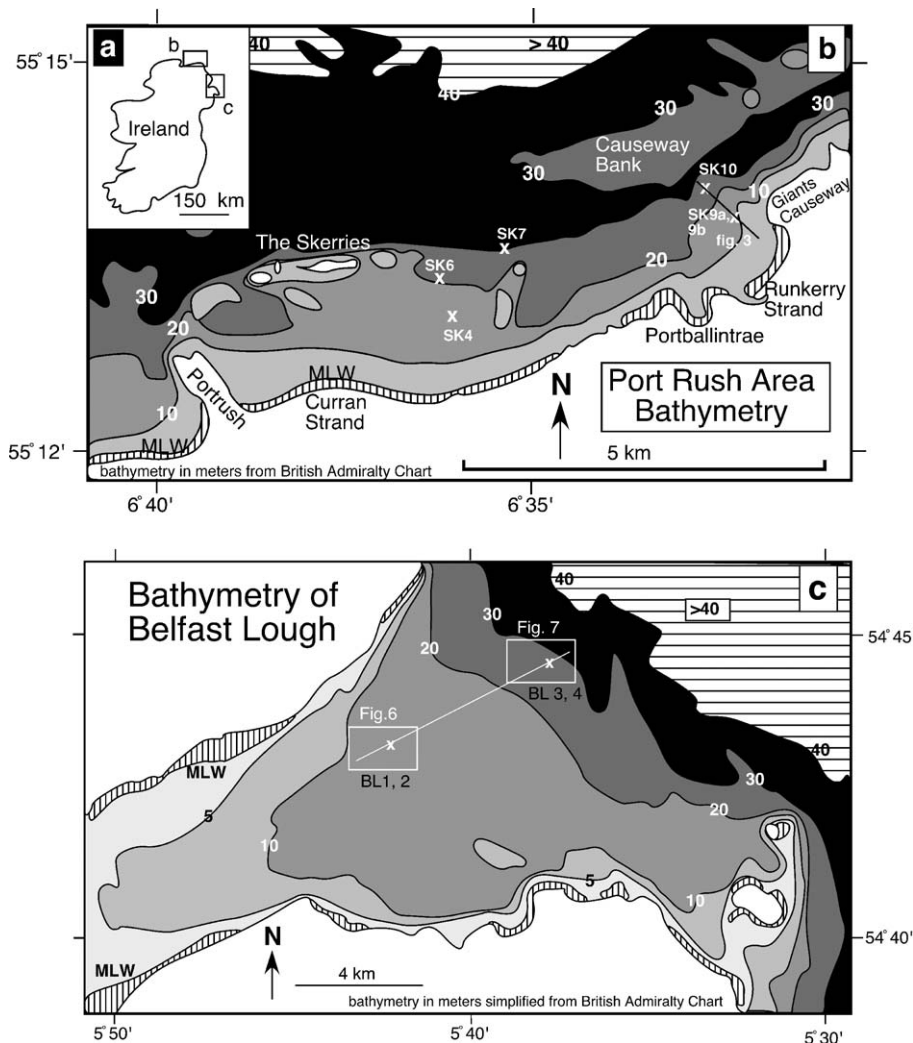 a
b
c
Ireland
150 km
55°15'
55°12'
40
> 40
b
40
30
30
Causeway
Bank
30
SK10
10
Giants
Causeway
SK9a,
9b
fig. 3
The Skerries
SK7
SK6
SK4
20
30
20
Runkerry
Strand
Portballintrae
Portrush
MLW
Curran
Strand
10
MLW
N
Port Rush Area
Bathymetry
5 km
bathymetry in meters from British Admiralty Chart
6°40'
6°35'
Bathymetry of
Belfast Lough
40
40
>40
c
30
20
Fig. 7
BL 3, 4
54°45
Fig.6
BL1, 2
MLW
5
10
40
30
20
5
10
MLW
N
4 km
bathymetry in meters simplified from British Admiralty Chart
54°40'
5°50'
5°40'
5°30'